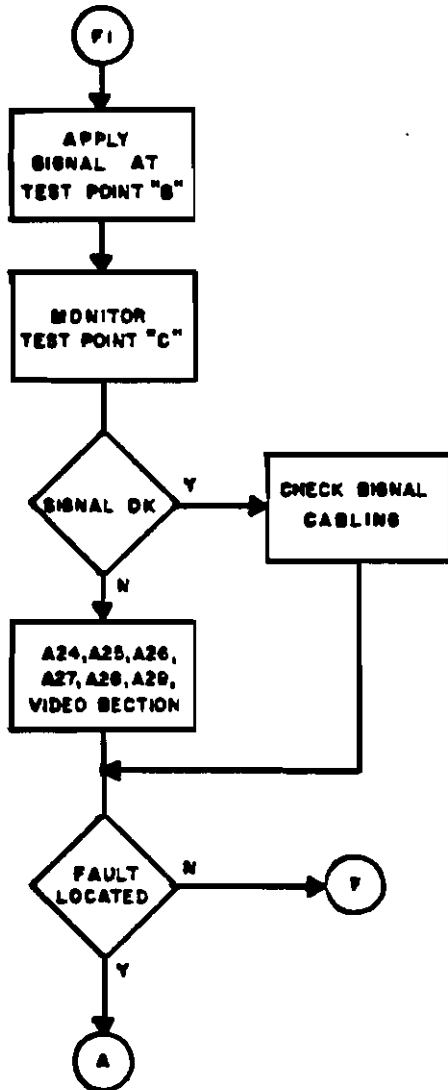 F1
APPLY
SIGNAL AT
TEST POINT "B"
MONITOR
TEST POINT "C"
SIGNAL OK
Y
CHECK SIGNAL
CABLING
N
A24, A25, A26,
A27, A28, A29,
VIDEO SECTION
FAULT
LOCATED
N
F
Y
A